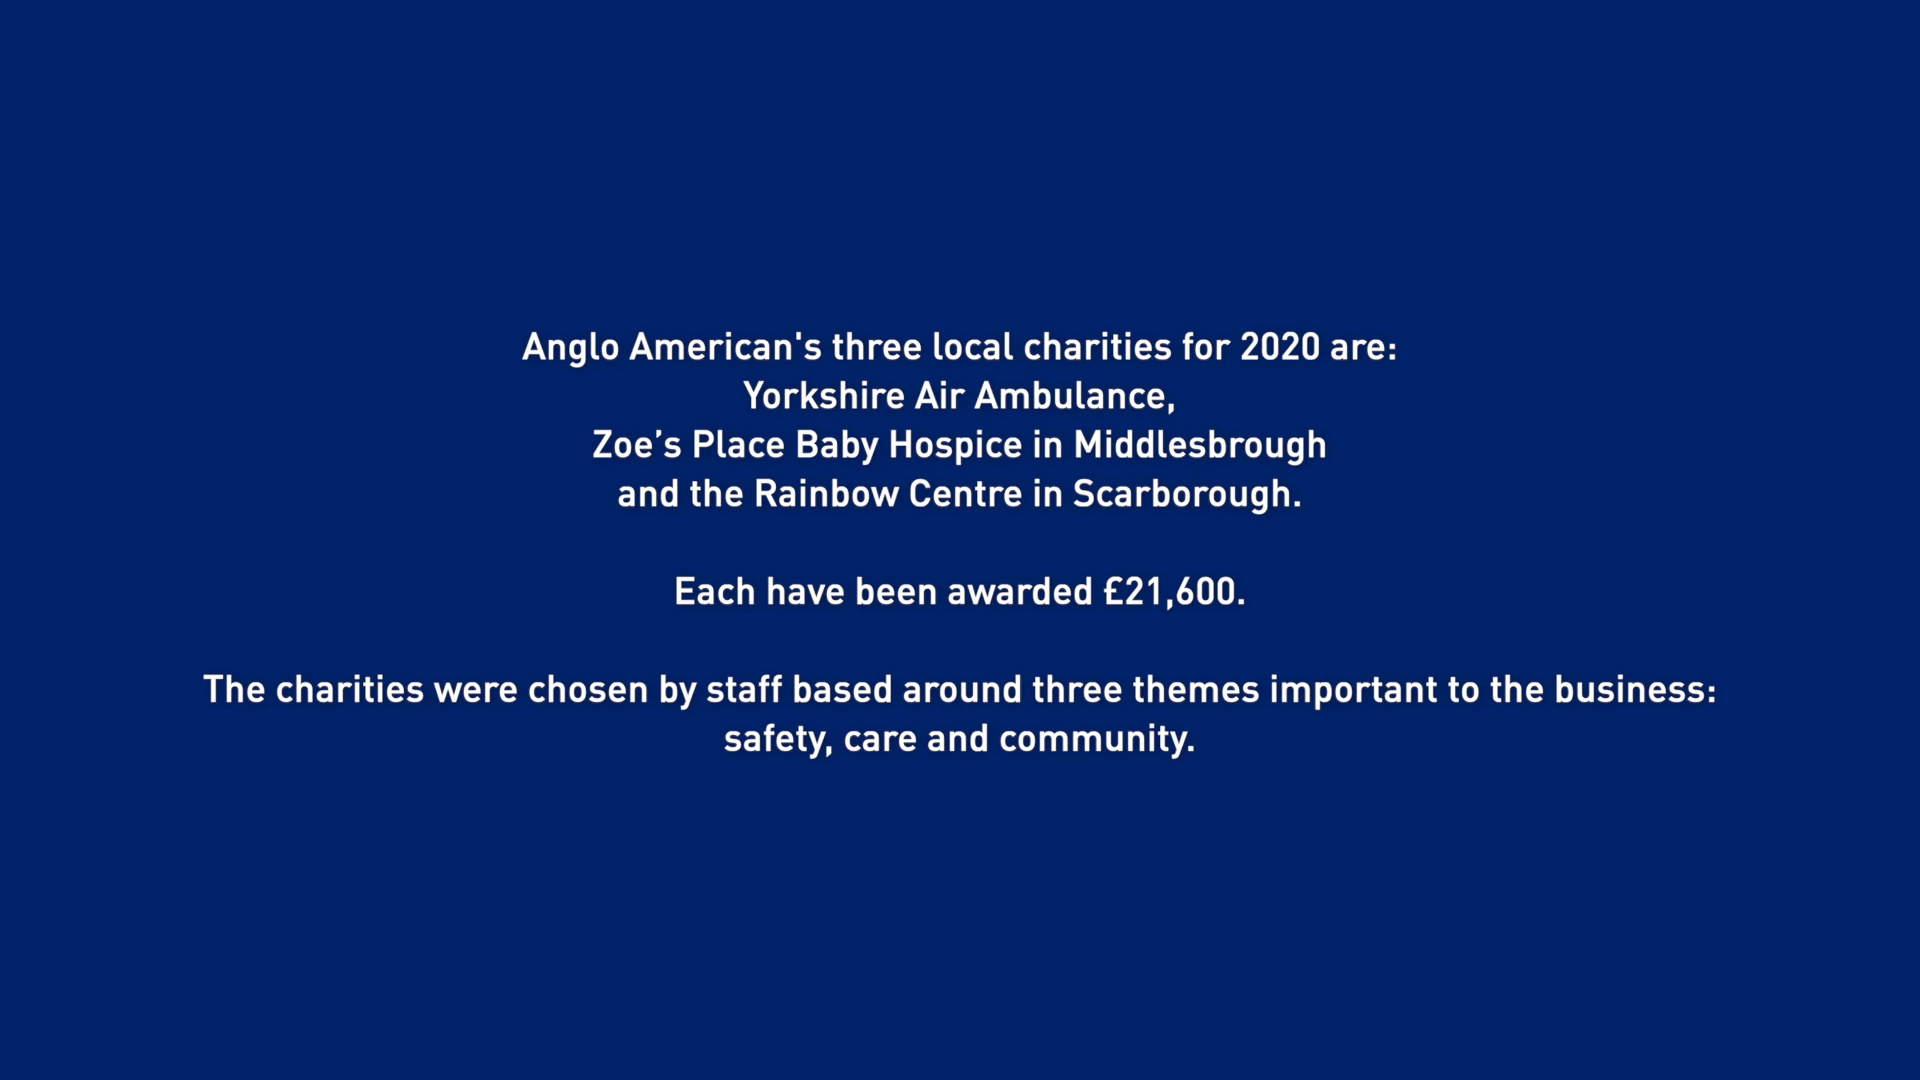 Anglo American's three local charities for 2020 are:
Yorkshire Air Ambulance,
Zoe’s Place Baby Hospice in Middlesbrough
and the Rainbow Centre in Scarborough.
Each have been awarded £21,600.
The charities were chosen by staff based around three themes important to the business:
safety, care and community.